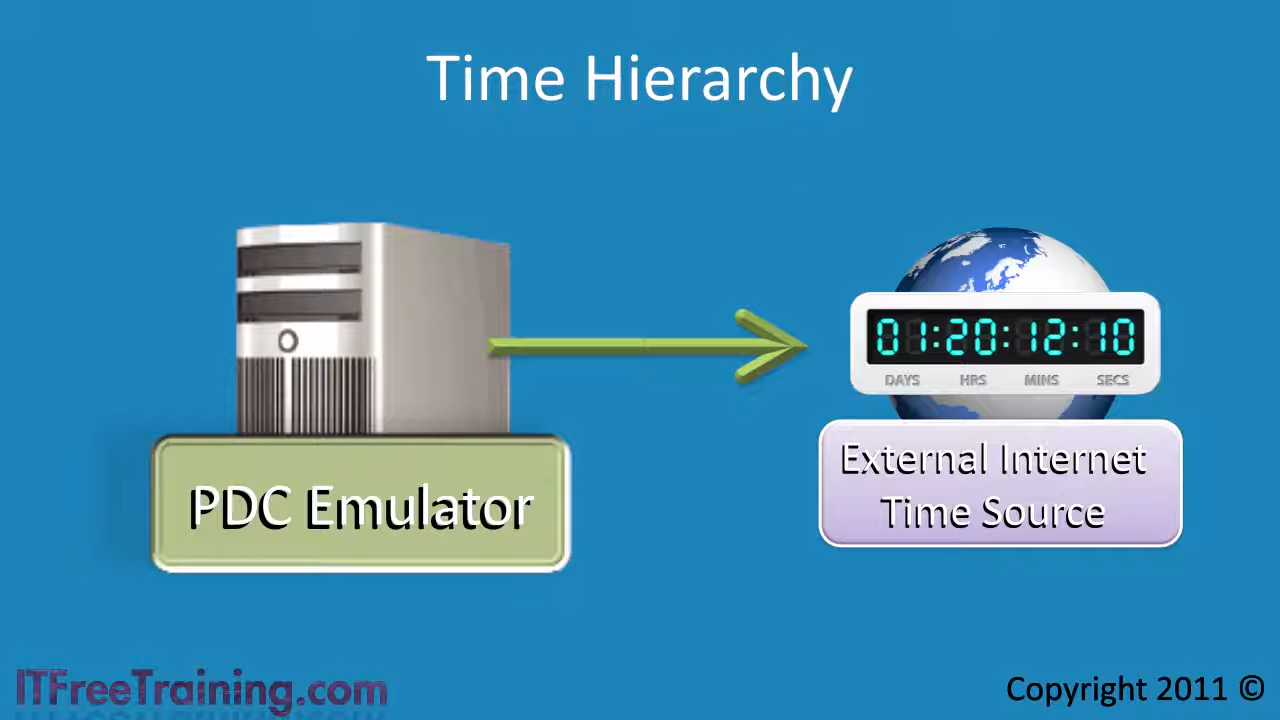 Time Hierarchy
01:20:12:10
DAYS HRS MINS SECS
PDC Emulator
External Internet
Time Source
ITFreeTraining.com
Copyright 2011 ©